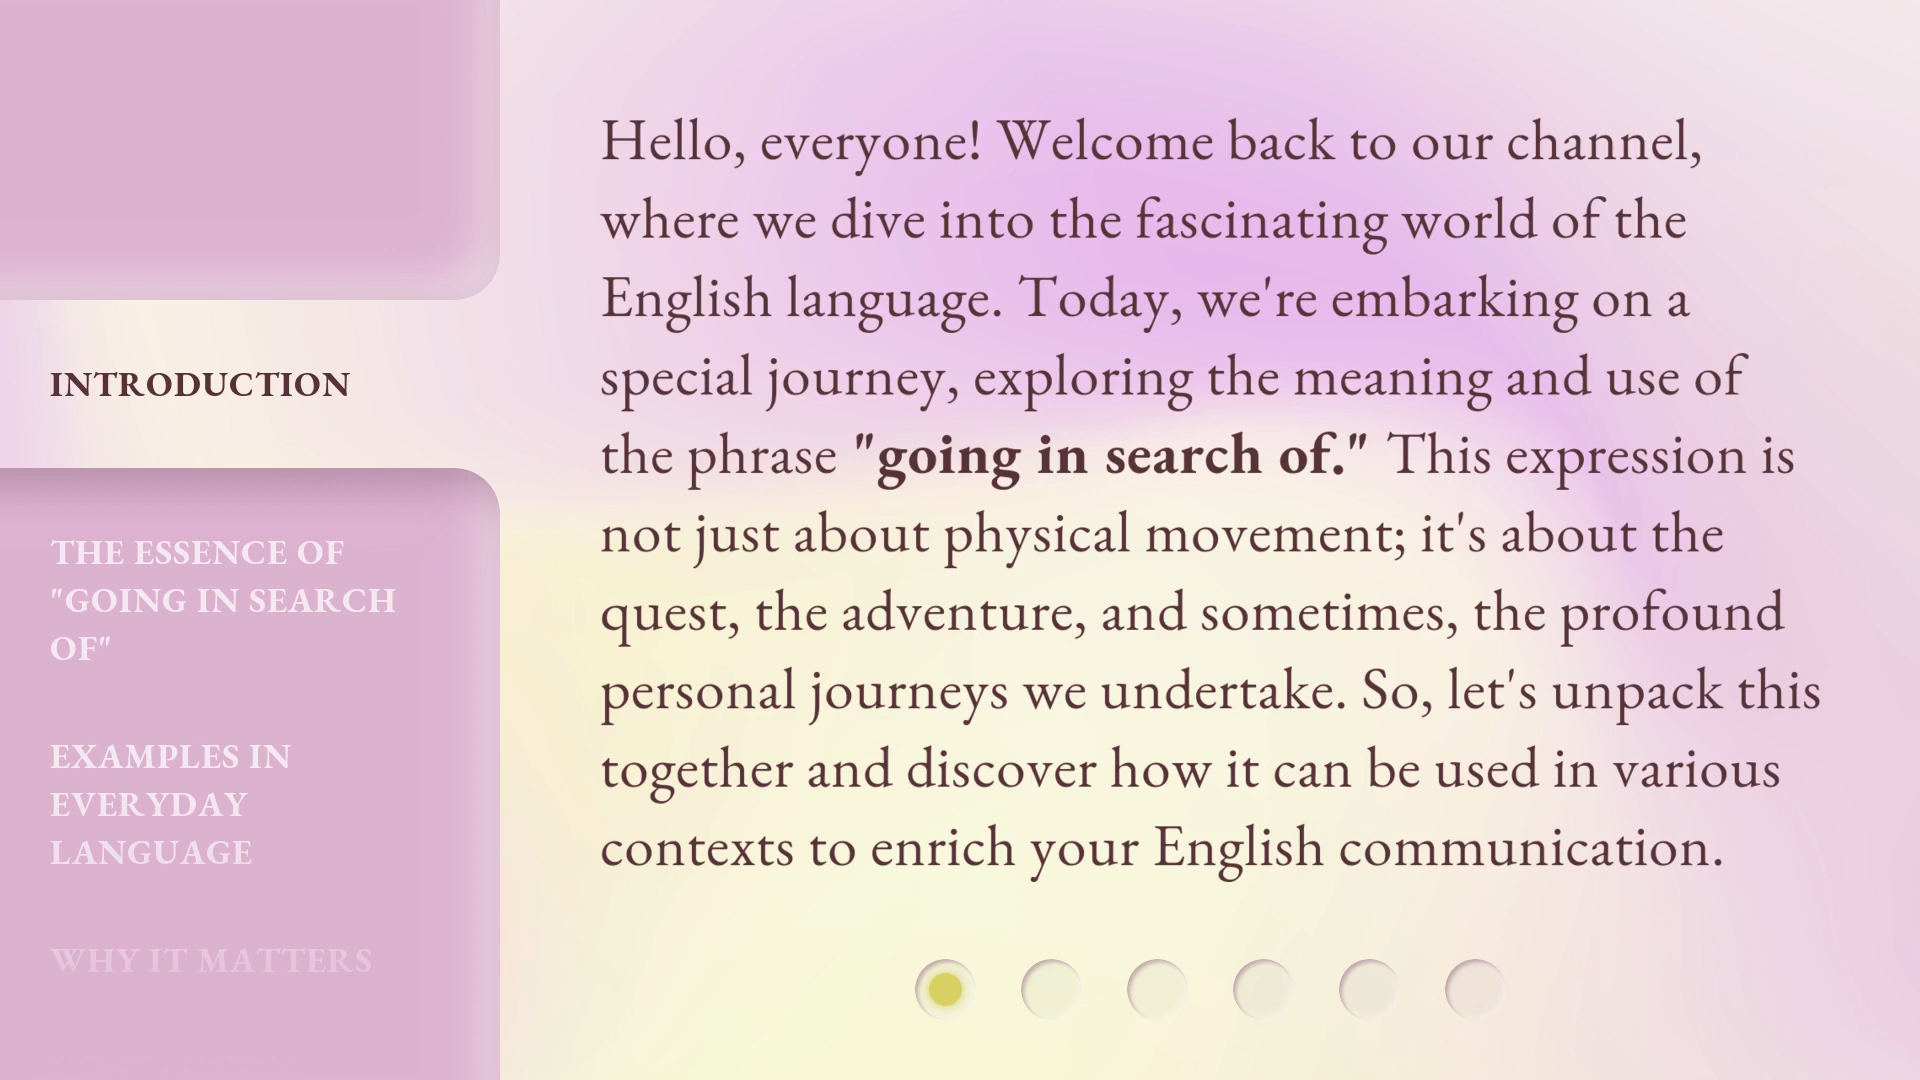 INTRODUCTION
THE ESSENCE OF
"GOING IN SEARCH
OF"
EXAMPLES IN
EVERYDAY
LANGUAGE
WHY IT MATTERS
Hello, everyone! Welcome back to our channel,
where we dive into the fascinating world of the
English language. Today, we're embarking on a
special journey, exploring the meaning and use of
the phrase "going in search of." This expression is
not just about physical movement; it's about the
quest, the adventure, and sometimes, the profound
personal journeys we undertake. So, let's unpack this
together and discover how it can be used in various
contexts to enrich your English communication.